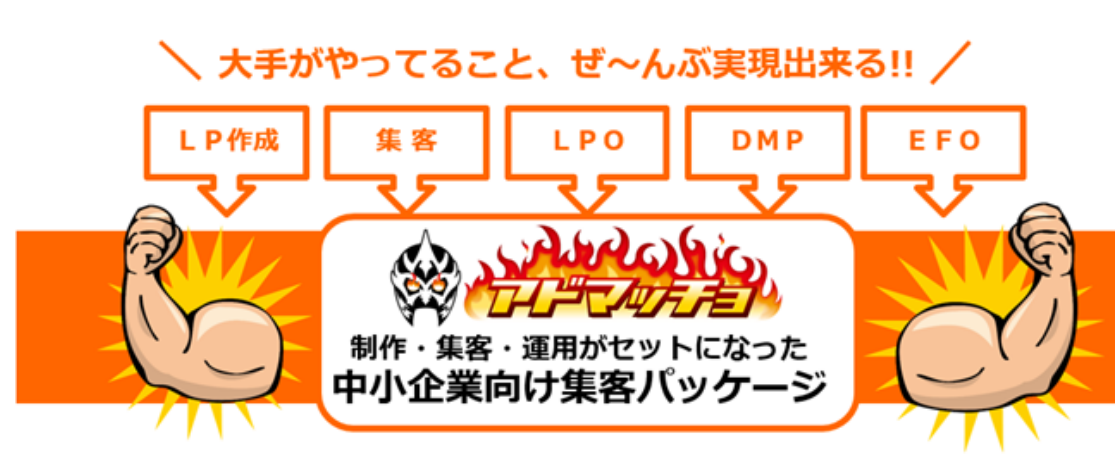 大手がやってること、ぜ〜んぶ実現出来る!!
ＬＰ作成
集客
ＬＰＯ
ＤＭＰ
ＥＦＯ
アドマッチョ
制作・集客・運用がセットになった
中小企業向け集客パッケージ